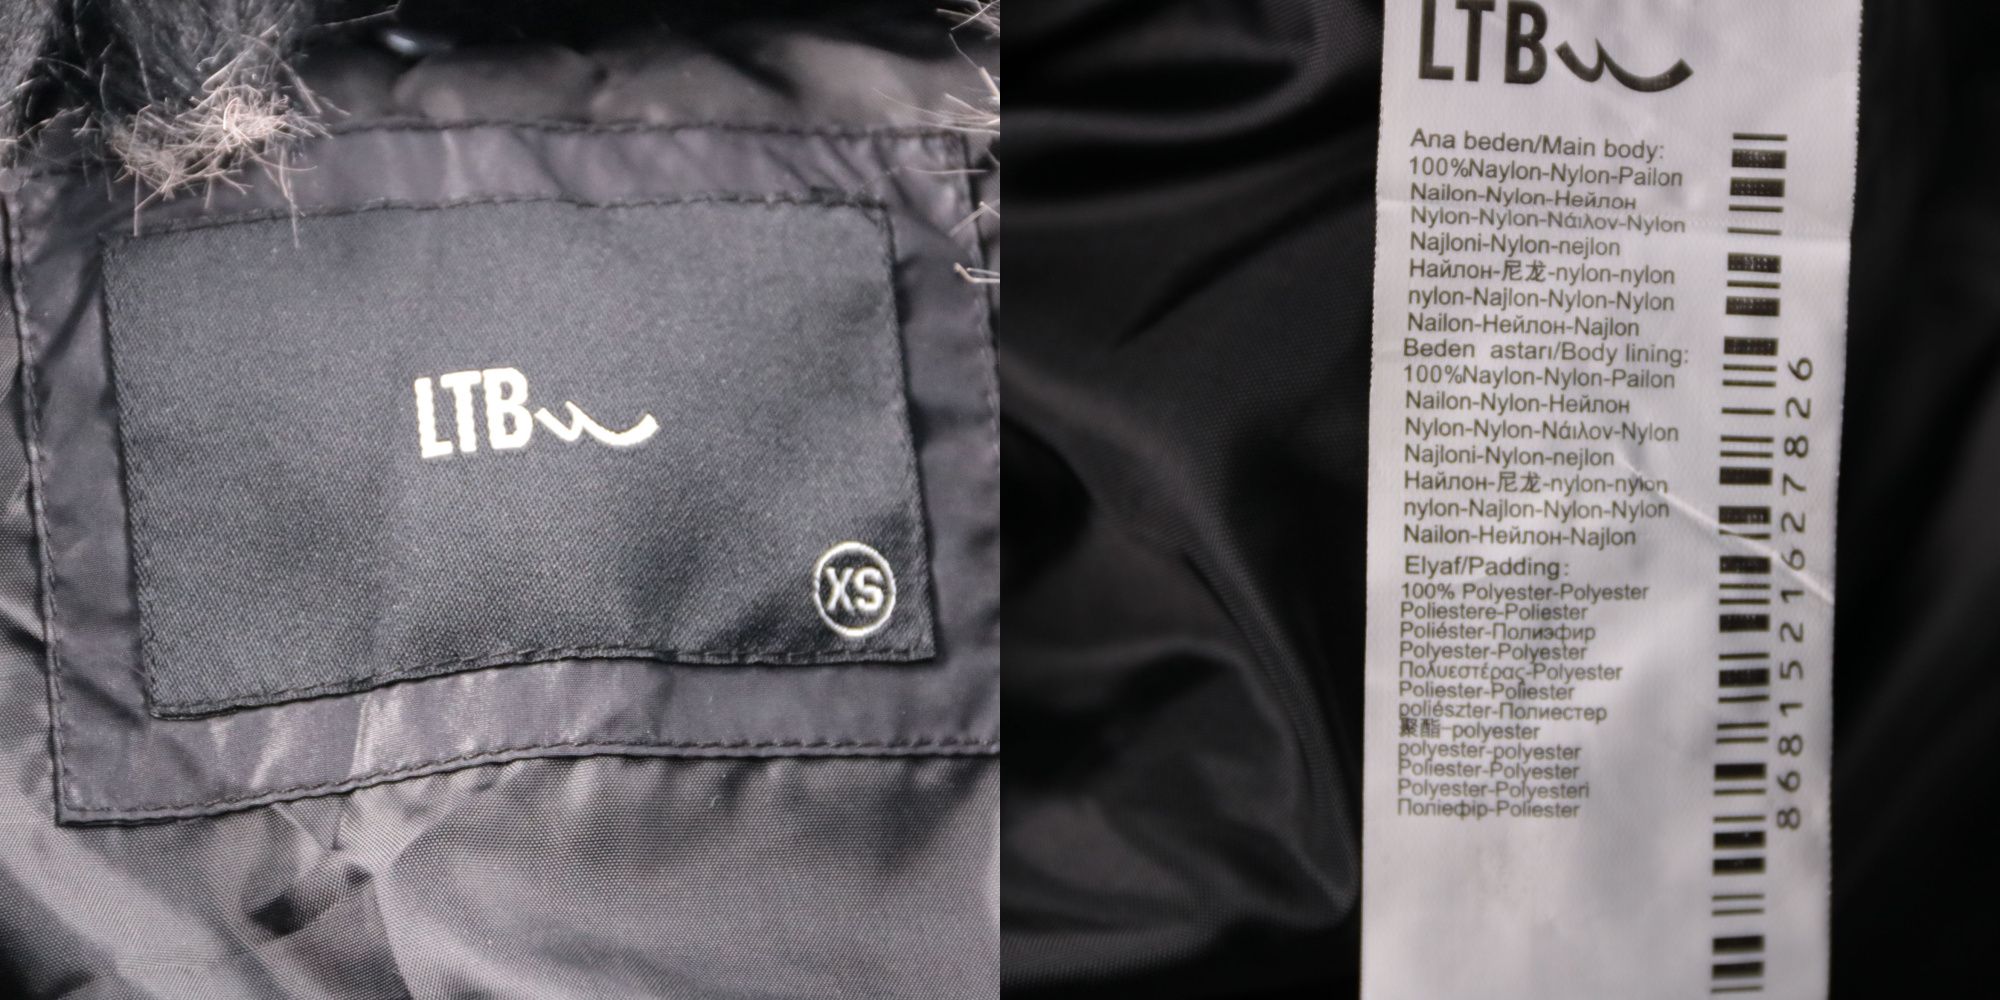 LTB
XS
LTB
Ana beden/Main body:
100%Naylon-Nylon-Pailon
Nailon-Nylon-Нейлон
Nylon-Nylon-Νάιλον-Nylon
Najloni-Nylon-nejlon
Найлон-尼龙-nylon-nylon
nylon-Najlon-Nylon-Nylon
Nailon-Нейлон-Najlon
Beden astarı/Body lining:
100%Naylon-Nylon-Pailon
Nailon-Nylon-Нейлон
Nylon-Nylon-Νάιλον-Nylon
Najloni-Nylon-nejlon
Найлон-尼龙-nylon-nylon
nylon-Najlon-Nylon-Nylon
Nailon-Нейлон-Najlon
Elyaf/Padding:
100% Polyester-Polyester
Poliestere-Poliester
Poliéster-Полиэфир
Polyester-Polyester
Πολυεστέρας-Polyester
Poliester-Poliester
poliészter-Полиестер
聚酯-polyester
polyester-polyester
Poliester-Polyester
Polyester-Polyesteri
Поліефір-Poliester
8681521627826